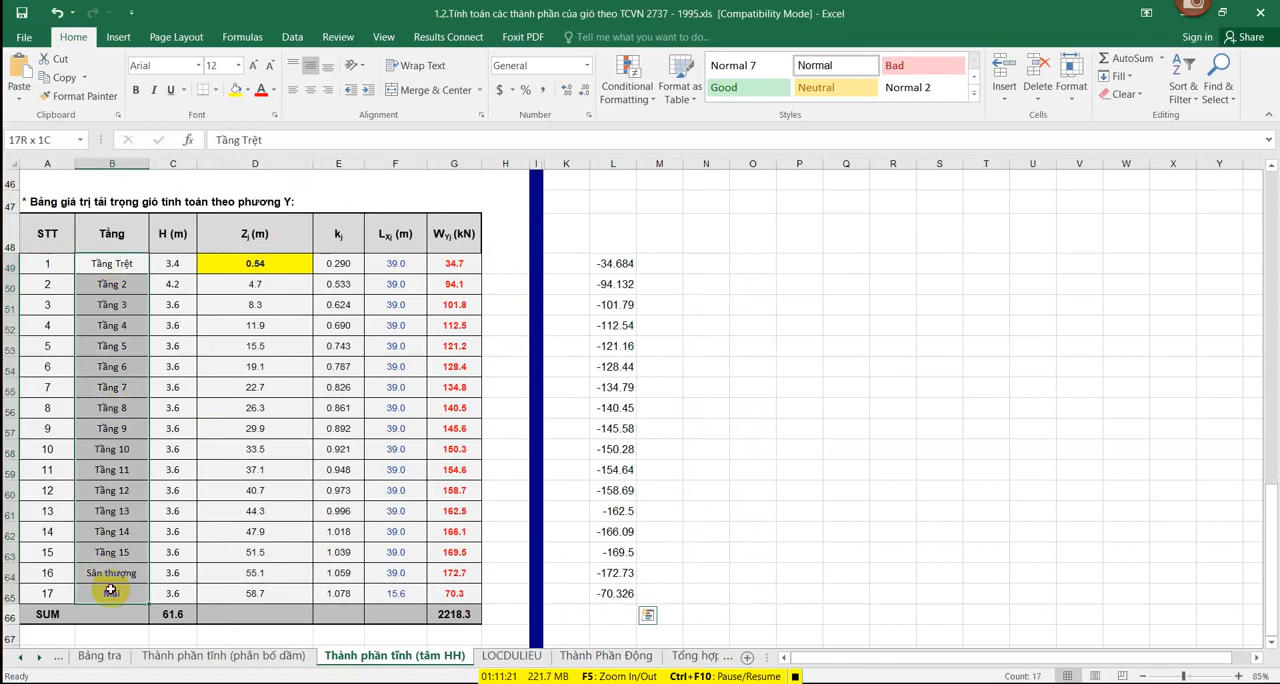 1.2.Tính toán các thành phần của gió theo TCVN 2737 - 1995.xls [Compatibility Mode] - Excel
File Home Insert Page Layout Formulas Data Review View Results Connect Foxit PDF Tell me what you want to do... Sign in Share
Paste Cut Copy Format Painter Clipboard
Arial 12 Font
Wrap Text Merge & Center Alignment
General Number
Conditional Formatting Format as Table
Normal 7 Normal Bad
Good Neutral Normal 2
Styles
Insert Delete Format Cells
AutoSum Fill Clear Sort & Filter Find & Select Editing
17R x 1C fx Tầng Trệt
A B C D E F G H I K L M N O P Q R S T U V W X Y
46
47 * Bảng giá trị tải trọng gió tính toán theo phương Y:
48 STT Tầng H (m) Zj (m) kj LXj (m) WYj (kN)
49 1 Tầng Trệt 3.4 0.54 0.290 39.0 34.7 -34.684
50 2 Tầng 2 4.2 4.7 0.533 39.0 94.1 -94.132
51 3 Tầng 3 3.6 8.3 0.624 39.0 101.8 -101.79
52 4 Tầng 4 3.6 11.9 0.690 39.0 112.5 -112.54
53 5 Tầng 5 3.6 15.5 0.743 39.0 121.2 -121.16
54 6 Tầng 6 3.6 19.1 0.787 39.0 128.4 -128.44
55 7 Tầng 7 3.6 22.7 0.826 39.0 134.8 -134.79
56 8 Tầng 8 3.6 26.3 0.861 39.0 140.5 -140.45
57 9 Tầng 9 3.6 29.9 0.892 39.0 145.6 -145.58
58 10 Tầng 10 3.6 33.5 0.921 39.0 150.3 -150.28
59 11 Tầng 11 3.6 37.1 0.948 39.0 154.6 -154.64
60 12 Tầng 12 3.6 40.7 0.973 39.0 158.7 -158.69
61 13 Tầng 13 3.6 44.3 0.996 39.0 162.5 -162.5
62 14 Tầng 14 3.6 47.9 1.018 39.0 166.1 -166.09
63 15 Tầng 15 3.6 51.5 1.039 39.0 169.5 -169.5
64 16 Sân thượng 3.6 55.1 1.059 39.0 172.7 -172.73
65 17 3.6 58.7 1.078 15.6 70.3 -70.326
66 SUM 61.6 2218.3
67
... Bảng tra Thành phần tĩnh (phân bố dầm) Thành phần tĩnh (tâm HH) LOCDULIEU Thành Phần Động Tổng hợp ...
Ready 01:11:21 221.7 MB F5: Zoom In/Out Ctrl+F10: Pause/Resume Count: 17 85%